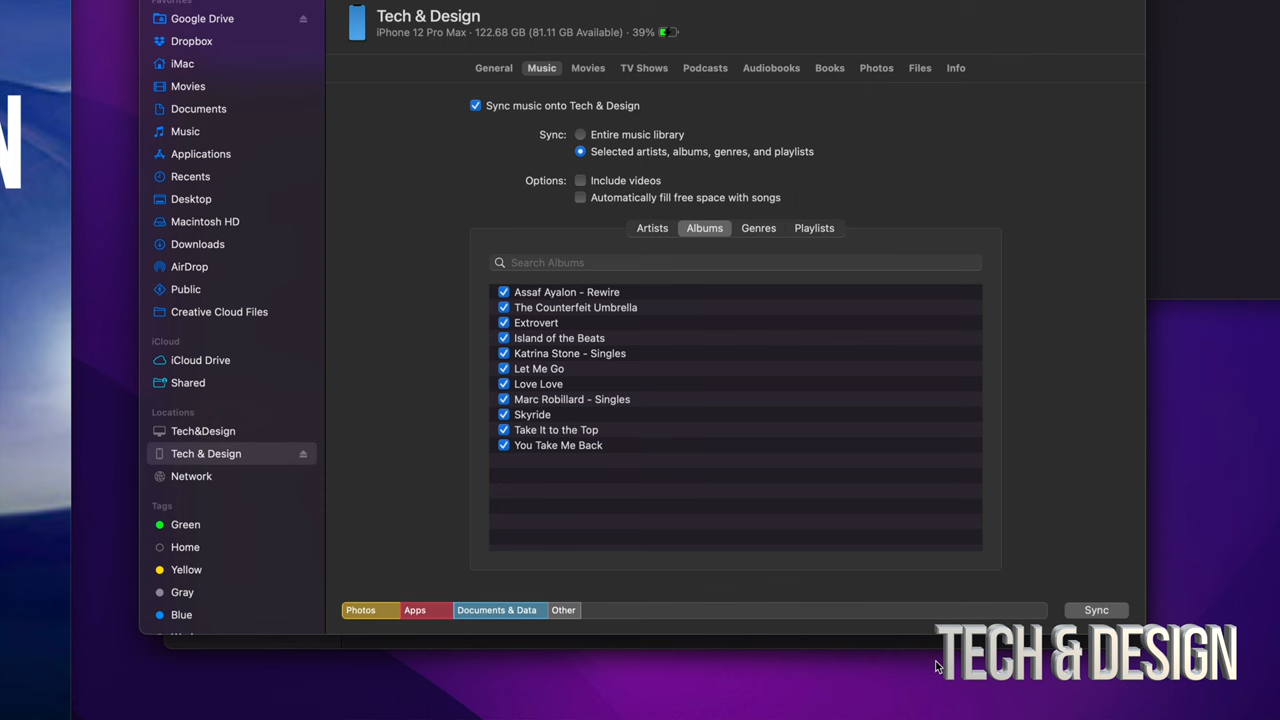 N
Favorites
Google Drive
Dropbox
iMac
Movies
Documents
Music
Applications
Recents
Desktop
Macintosh HD
Downloads
AirDrop
Public
Creative Cloud Files
iCloud
iCloud Drive
Shared
Locations
Tech&Design
Tech & Design
Network
Tags
Green
Home
Yellow
Gray
Blue
Tech & Design
iPhone 12 Pro Max · 122.68 GB (81.11 GB Available) · 39%
General Music Movies TV Shows Podcasts Audiobooks Books Photos Files Info
Sync music onto Tech & Design
Sync: Entire music library
Selected artists, albums, genres, and playlists
Options: Include videos
Automatically fill free space with songs
Artists Albums Genres Playlists
Search Albums
Assaf Ayalon - Rewire
The Counterfeit Umbrella
Extrovert
Island of the Beats
Katrina Stone - Singles
Let Me Go
Love Love
Marc Robillard - Singles
Skyride
Take It to the Top
You Take Me Back
Photos Apps Documents & Data Other Sync
TECH & DESIGN